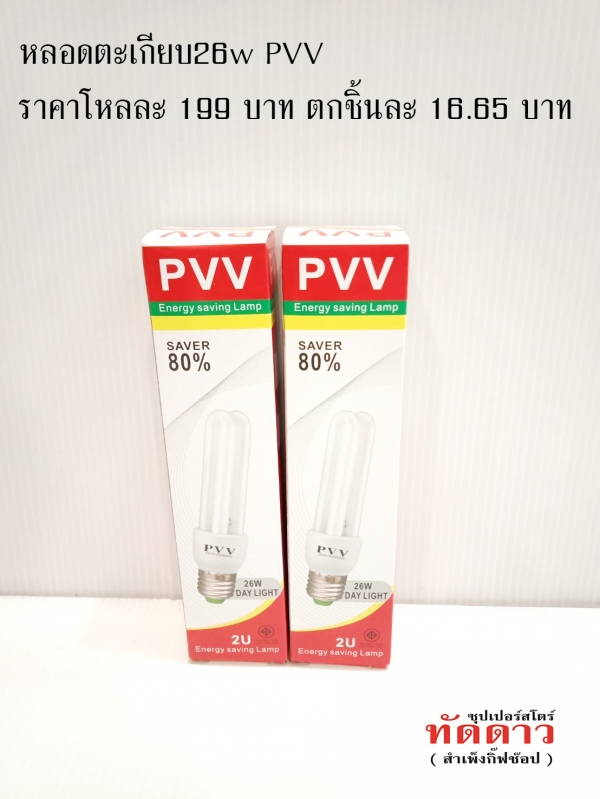 หลอดตะเกียบ26w PVV
ราคาโหลละ 199 บาท ตกชิ้นละ 16.65 บาท
PVV
Energy saving Lamp
SAVER
80%
PVV
26W
DAY LIGHT
2U
Energy saving Lamp
PVV
Energy saving Lamp
SAVER
80%
PVV
26W
DAY LIGHT
2U
Energy saving Lamp
ซุปเปอร์สโตร์
ทัดดาว
( สำเพ็งกิ๊ฟช๊อป )